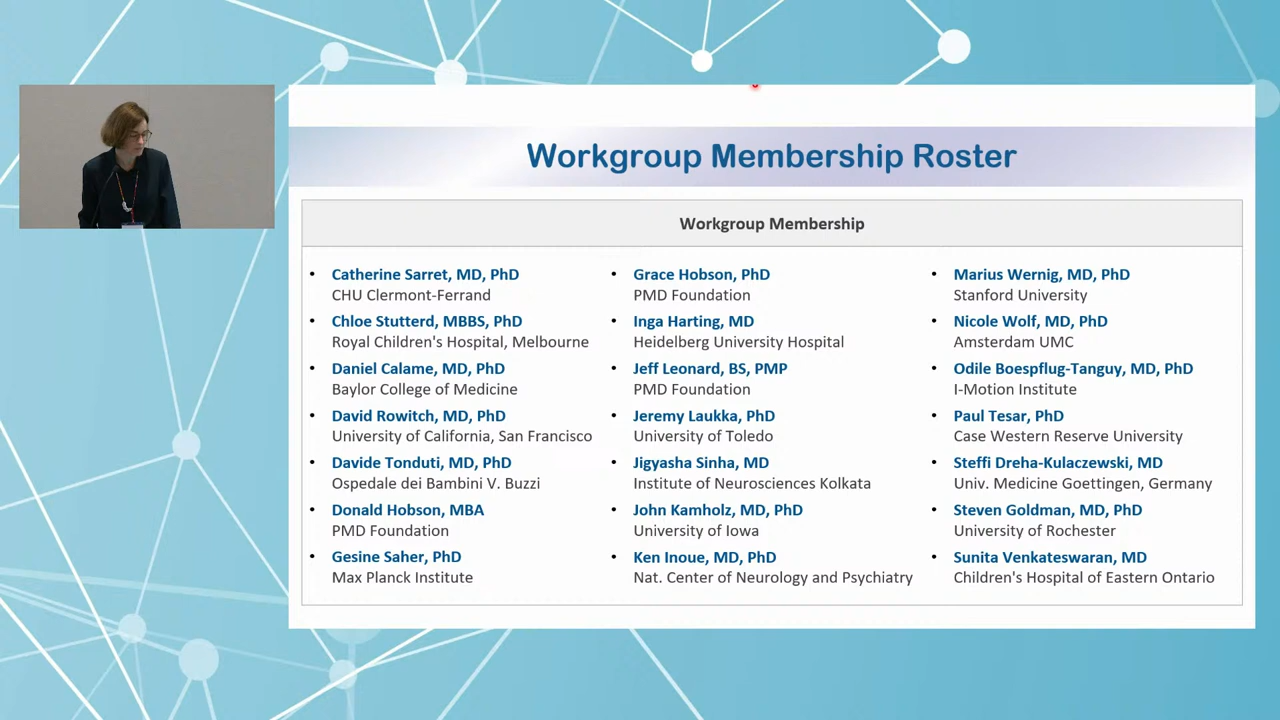 Workgroup Membership Roster
Workgroup Membership
• Catherine Sarret, MD, PhD
CHU Clermont-Ferrand
• Chloe Stutterd, MBBS, PhD
Royal Children's Hospital, Melbourne
• Daniel Calame, MD, PhD
Baylor College of Medicine
• David Rowitch, MD, PhD
University of California, San Francisco
• Davide Tonduti, MD, PhD
Ospedale dei Bambini V. Buzzi
• Donald Hobson, MBA
PMD Foundation
• Gesine Saher, PhD
Max Planck Institute
• Grace Hobson, PhD
PMD Foundation
• Inga Harting, MD
Heidelberg University Hospital
• Jeff Leonard, BS, PMP
PMD Foundation
• Jeremy Laukka, PhD
University of Toledo
• Jigyasha Sinha, MD
Institute of Neurosciences Kolkata
• John Kamholz, MD, PhD
University of Iowa
• Ken Inoue, MD, PhD
Nat. Center of Neurology and Psychiatry
• Marius Wernig, MD, PhD
Stanford University
• Nicole Wolf, MD, PhD
Amsterdam UMC
• Odile Boespflug-Tanguy, MD, PhD
I-Motion Institute
• Paul Tesar, PhD
Case Western Reserve University
• Steffi Dreha-Kulaczewski, MD
Univ. Medicine Goettingen, Germany
• Steven Goldman, MD, PhD
University of Rochester
• Sunita Venkateswaran, MD
Children's Hospital of Eastern Ontario